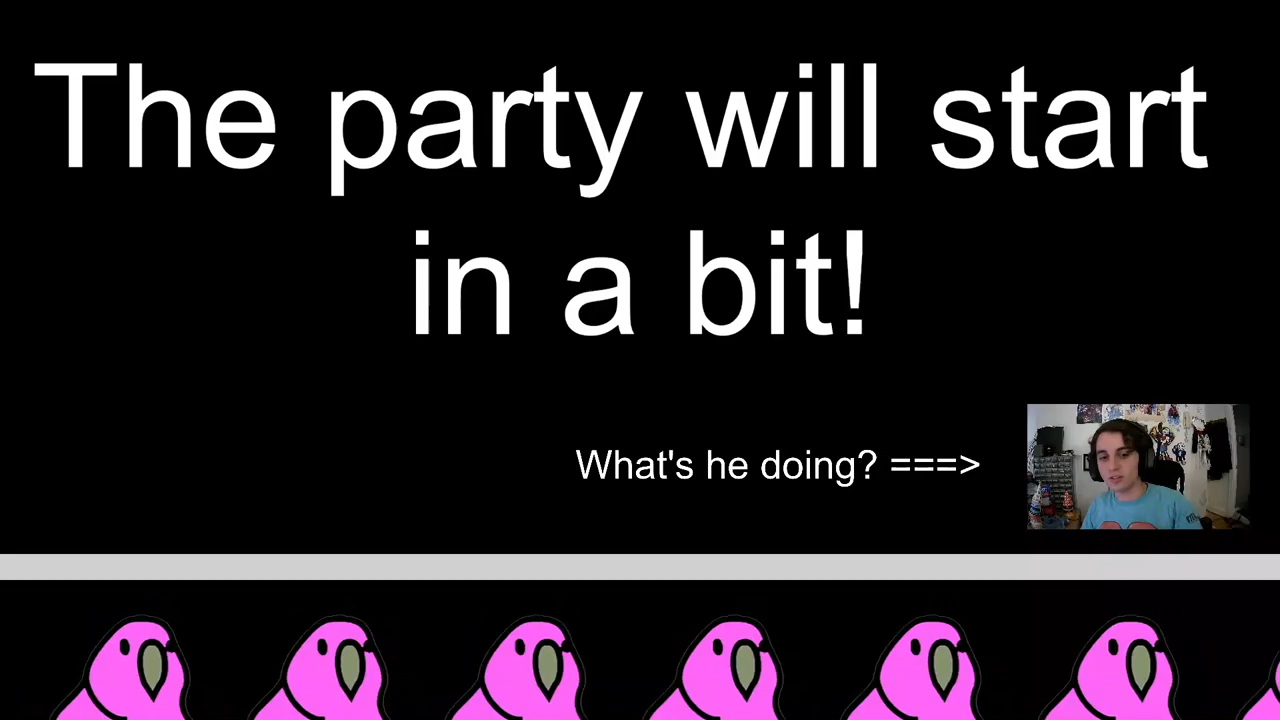 The party will start
in a bit!
What's he doing? ===>